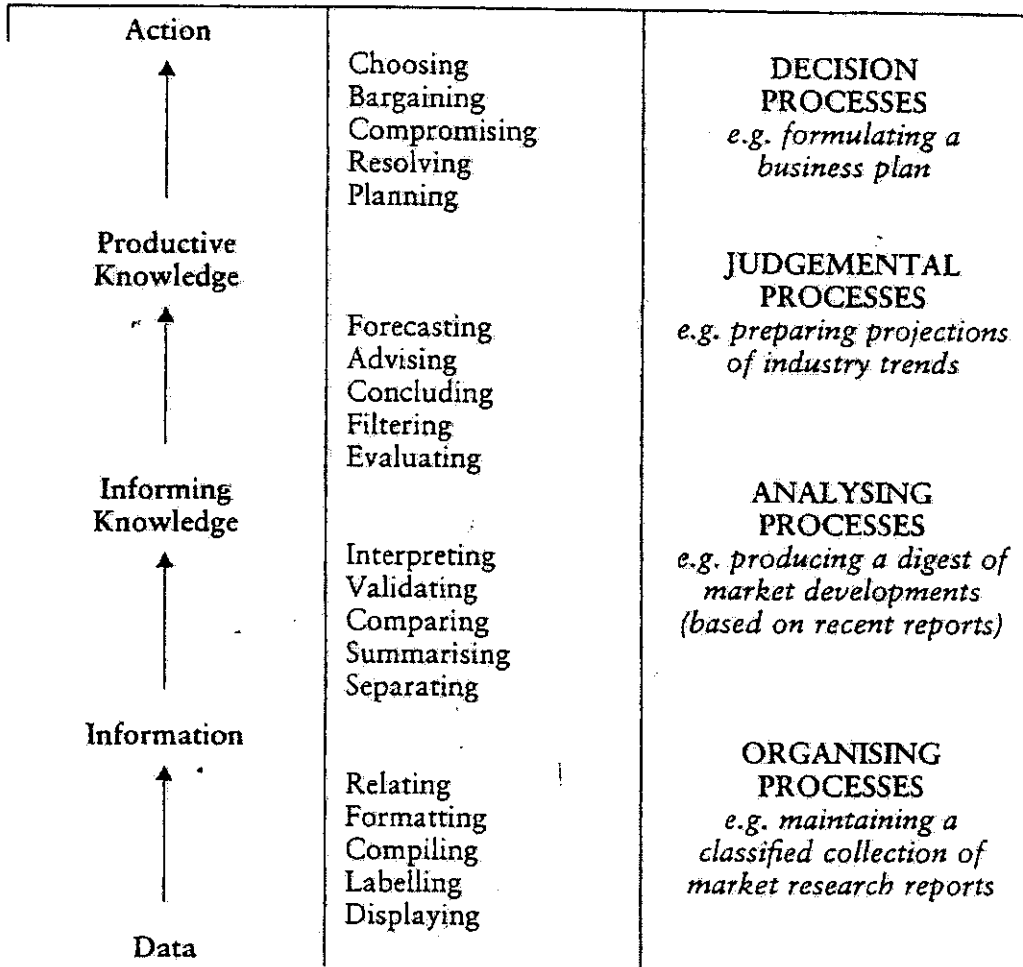 Action
Choosing
Bargaining
Compromising
Resolving
Planning
DECISION
PROCESSES
e.g. formulating a
business plan
Productive
Knowledge
Forecasting
Advising
Concluding
Filtering
Evaluating
JUDGEMENTAL
PROCESSES
e.g. preparing projections
of industry trends
Informing
Knowledge
Interpreting
Validating
Comparing
Summarising
Separating
ANALYSING
PROCESSES
e.g. producing a digest of
market developments
(based on recent reports)
Information
Relating
Formatting
Compiling
Labelling
Displaying
ORGANISING
PROCESSES
e.g. maintaining a
classified collection of
market research reports
Data